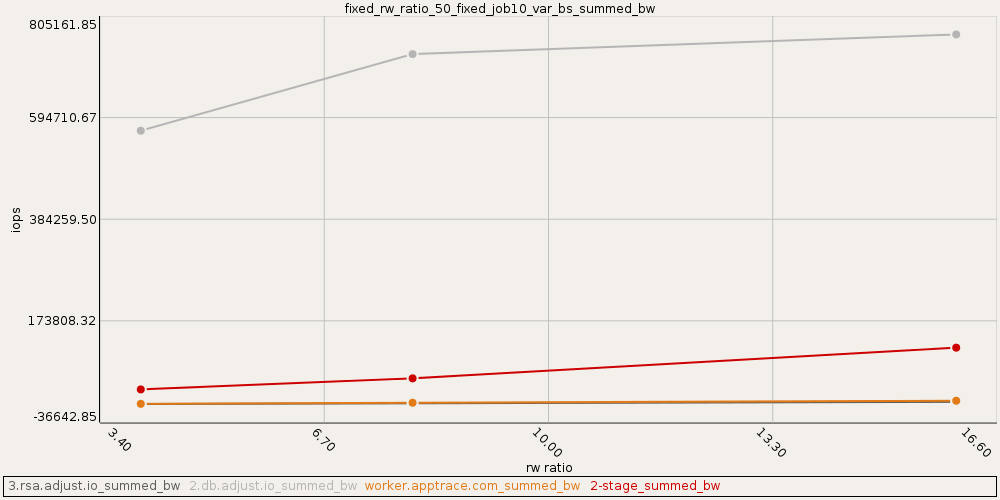 fixed_rw_ratio_50_fixed_job10_var_bs_summed_bw
805161.85
594710.67
iops
384259.50
173808.32
-36642.85
3.40 6.70 10.00 13.30 16.60
rw ratio
3.rsa.adjust.io_summed_bw 2.db.adjust.io_summed_bw worker.apptrace.com_summed_bw 2-stage_summed_bw